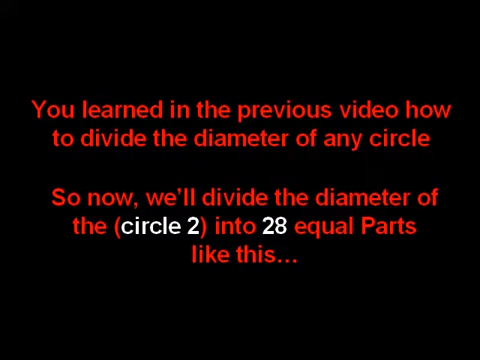 You learned in the previous video how
to divide the diameter of any circle
So now, we'll divide the diameter of
the (circle 2) into 28 equal Parts
like this...